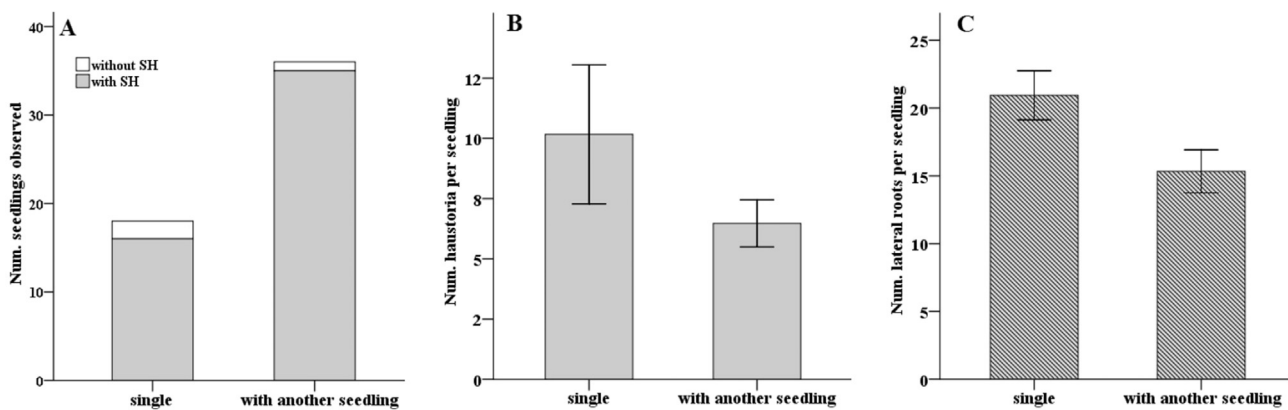 A
without SH
with SH
Num. seedlings observed
40
30
20
10
0
single
with another seedling
B
Num. haustoria per seedling
12
10
8
5
2
0
single
with another seedling
C
Num. lateral roots per seedling
25
20
15
10
5
0
single
with another seedling